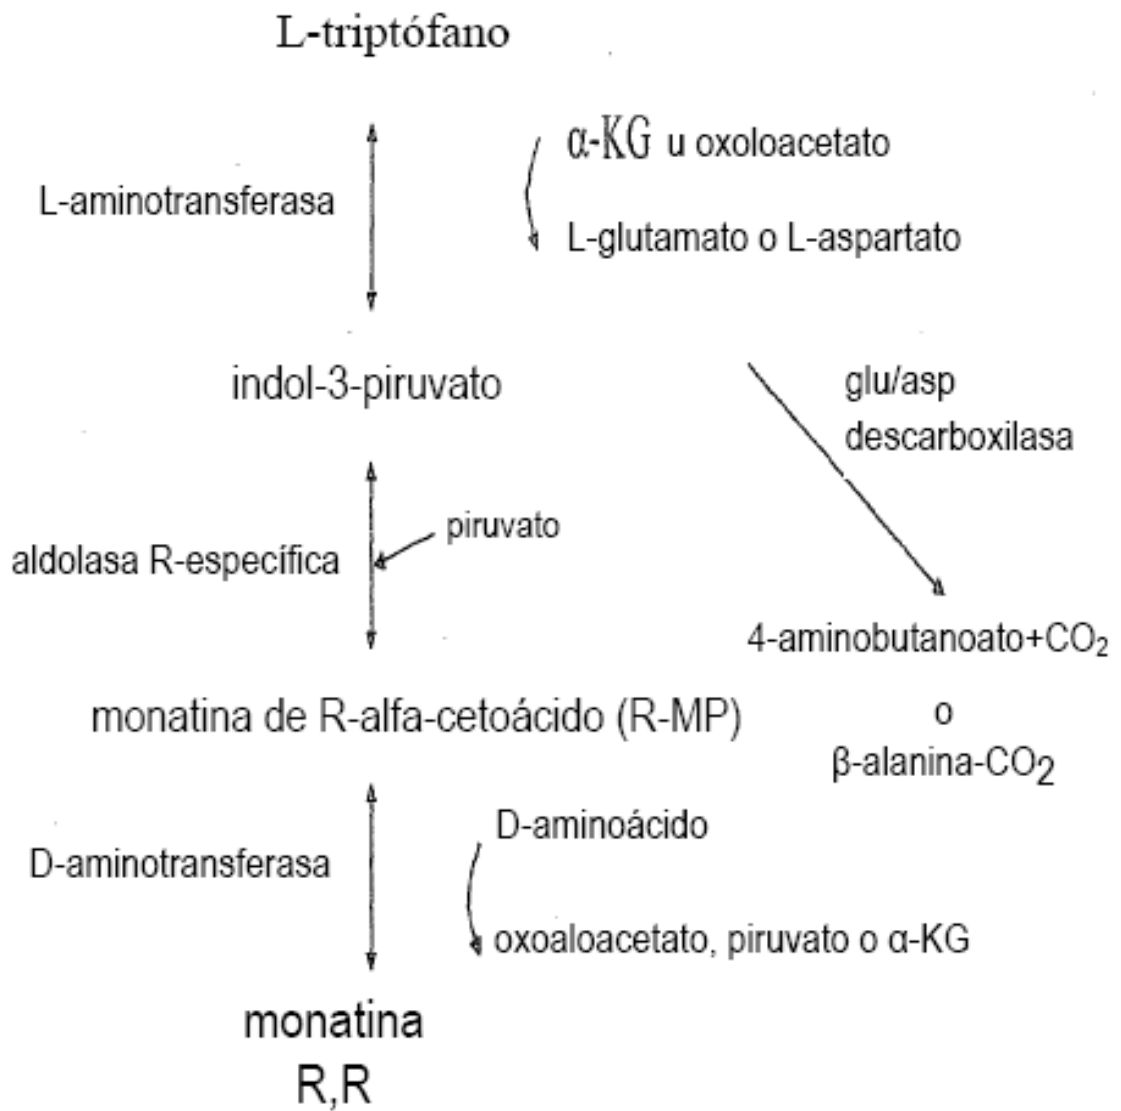 L-triptófano
α-KG u oxoloacetato
L-aminotransferasa
L-glutamato o L-aspartato
indol-3-piruvato
glu/asp
descarboxilasa
piruvato
aldolasa R-específica
4-aminobutanoato+CO₂
monatina de R-alfa-cetoácido (R-MP)
o
β-alanina-CO₂
D-aminoácido
D-aminotransferasa
oxoaloacetato, piruvato o α-KG
monatina
R,R